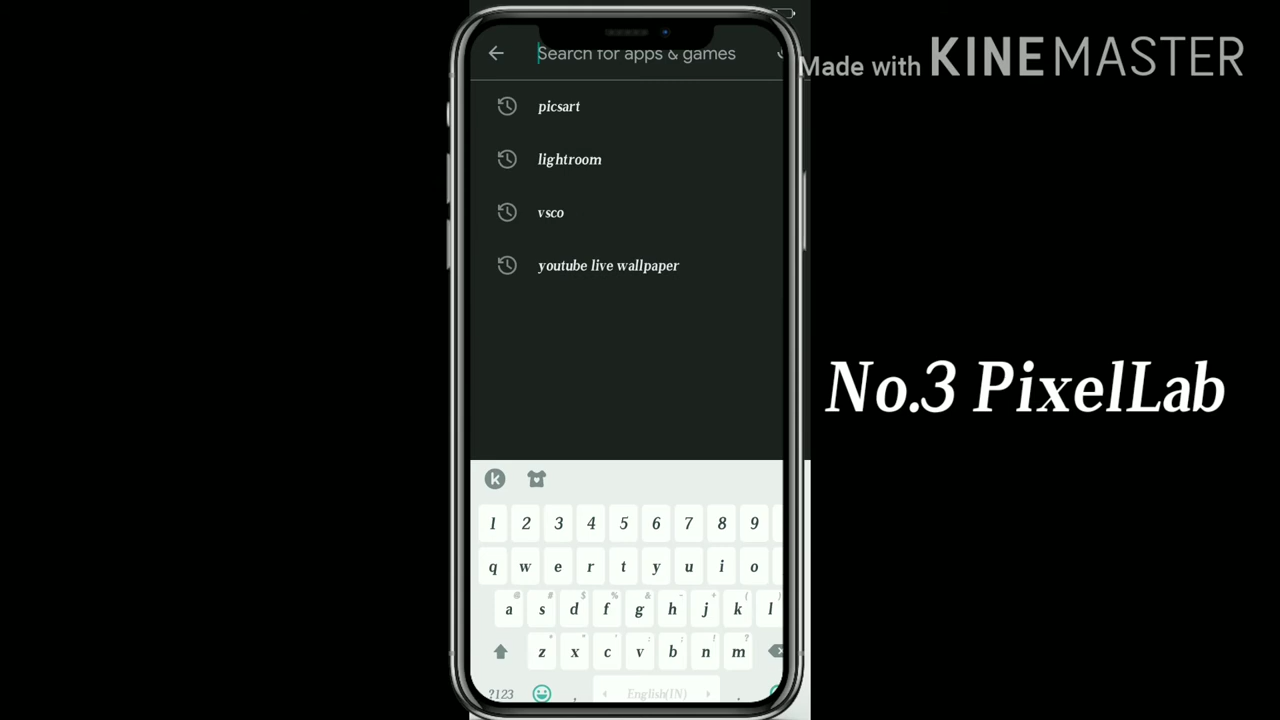 Search for apps & games
Made with KINEMASTER
picsart
lightroom
vsco
youtube live wallpaper
No.3 PixelLab
k
1 2 3 4 5 6 7 8 9
q w e r t y u i o
@ # $ % & - + ( )
a s d f g h j k l
* " ' : ; ! ?
z x c v b n m
?123 , English(IN) .